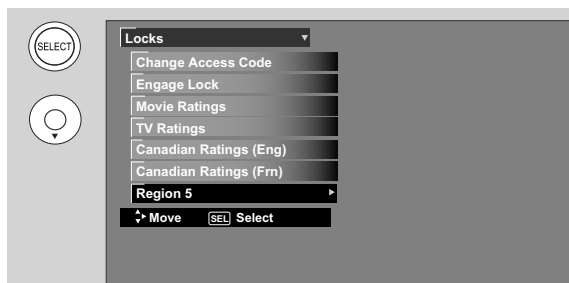 SELECT
Locks
Change Access Code
Engage Lock
Movie Ratings
TV Ratings
Canadian Ratings (Eng)
Canadian Ratings (Frn)
Region 5
Move SEL Select